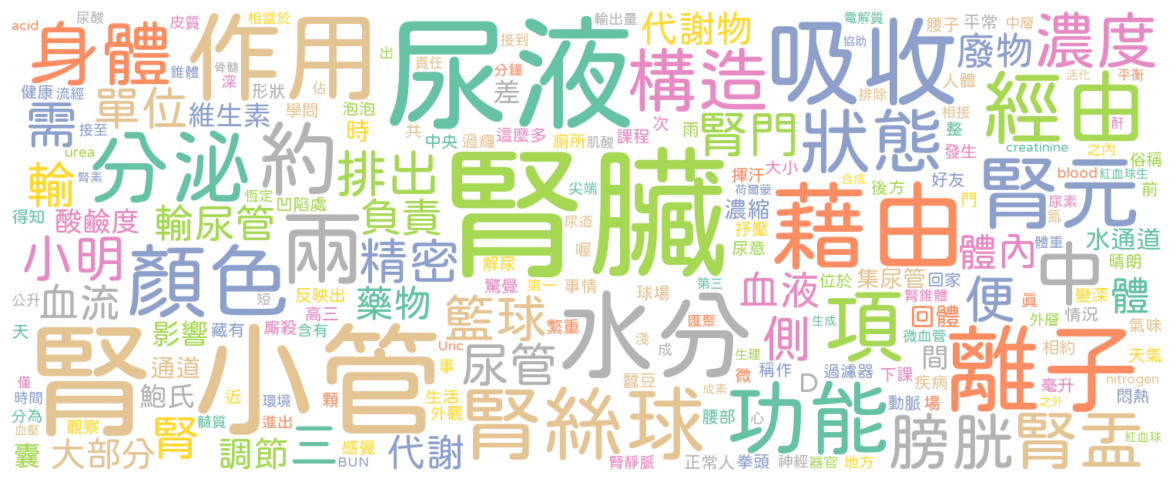 acid 尿酸 皮質 相當於 出 輸出量 接到 代謝物 電解質 腰子 平常 中層 濃度
身體 作用 尿液 構造 吸收 廢物 人體
錐體 骨髓 深 佔 責任 分鐘 協助 排除 活化 平衡
健康 流經 形狀 差
需 單位 維生素 學問 泡泡 時 共 中央 過癮 這麼多 廁所 肌酸 課程 次 雨 腎門 狀態 相接 整 發生 經由 酐
接至 約 creatinine 之內
urea 分泌 排出 腎臟 尖端 大小 揮汗 荷爾蒙 合成 後方 好友 腎元 blood 俗稱 紅血球生
輸 腎素 恆定 凹陷處 濃縮 藉由 門 尿素 前
得知 酸鹼度 輸尿管 負責 尿道 抒壓 氮
小明 顏色 兩 精密 喔 尿意 體內 體重 中 水通道
解尿 集尿管 回家 晴朗
公升 血流 短 反映出 驚覺 第一 事情 球場 第三 血液 位於 腎錐體 便 眞 變深 體
天 影響 藏有 高三 廝殺 含有 藥物 籃球 繫重 匯聚 水分 生成 側 項 回體 外層 情況 氣味
腎小管 通道 Uric 淺 成 生理 微血管 間 離子 相約 天氣
僅 時間 近 顆 事 尿管 蠶豆 微 稱作 過濾器 下課 疾病 毫升 nitrogen
分為 鮑氏 環境 生活 腎絲球 成素 D 動脈 場 之外 悶熱
血壓 觀察 髓質 進出 外觀 腰部 心 功能 膀胱 腎盂 紅血球
囊 大部分 腎 調節 三 感覺 BUN 代謝 腎靜脈 正常人 拳頭 神經 器官 地方